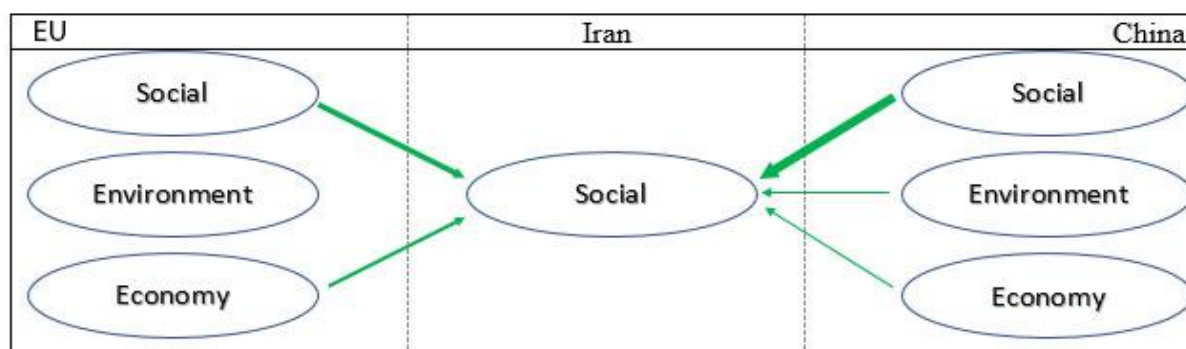 EU Iran China
Social Social
Social
Environment Environment
Economy Economy